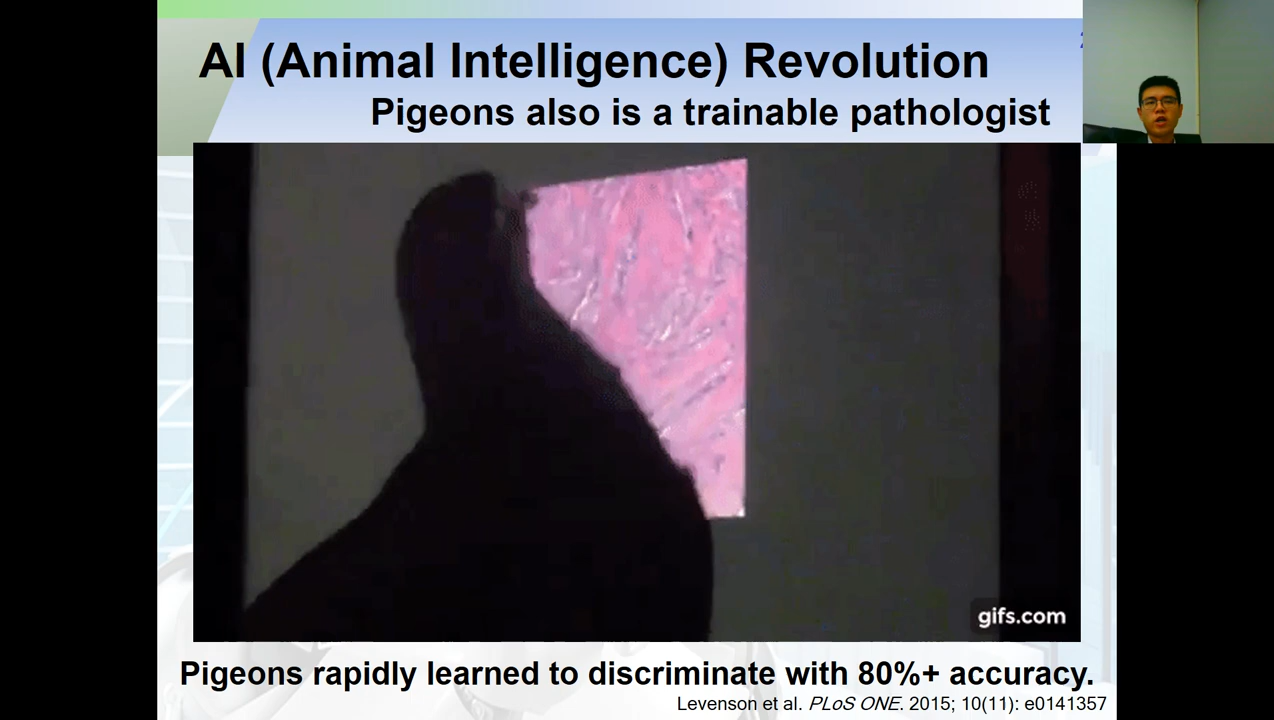 AI (Animal Intelligence) Revolution
Pigeons also is a trainable pathologist
gifs.com
Pigeons rapidly learned to discriminate with 80%+ accuracy.
Levenson et al. PLoS ONE. 2015; 10(11): e0141357